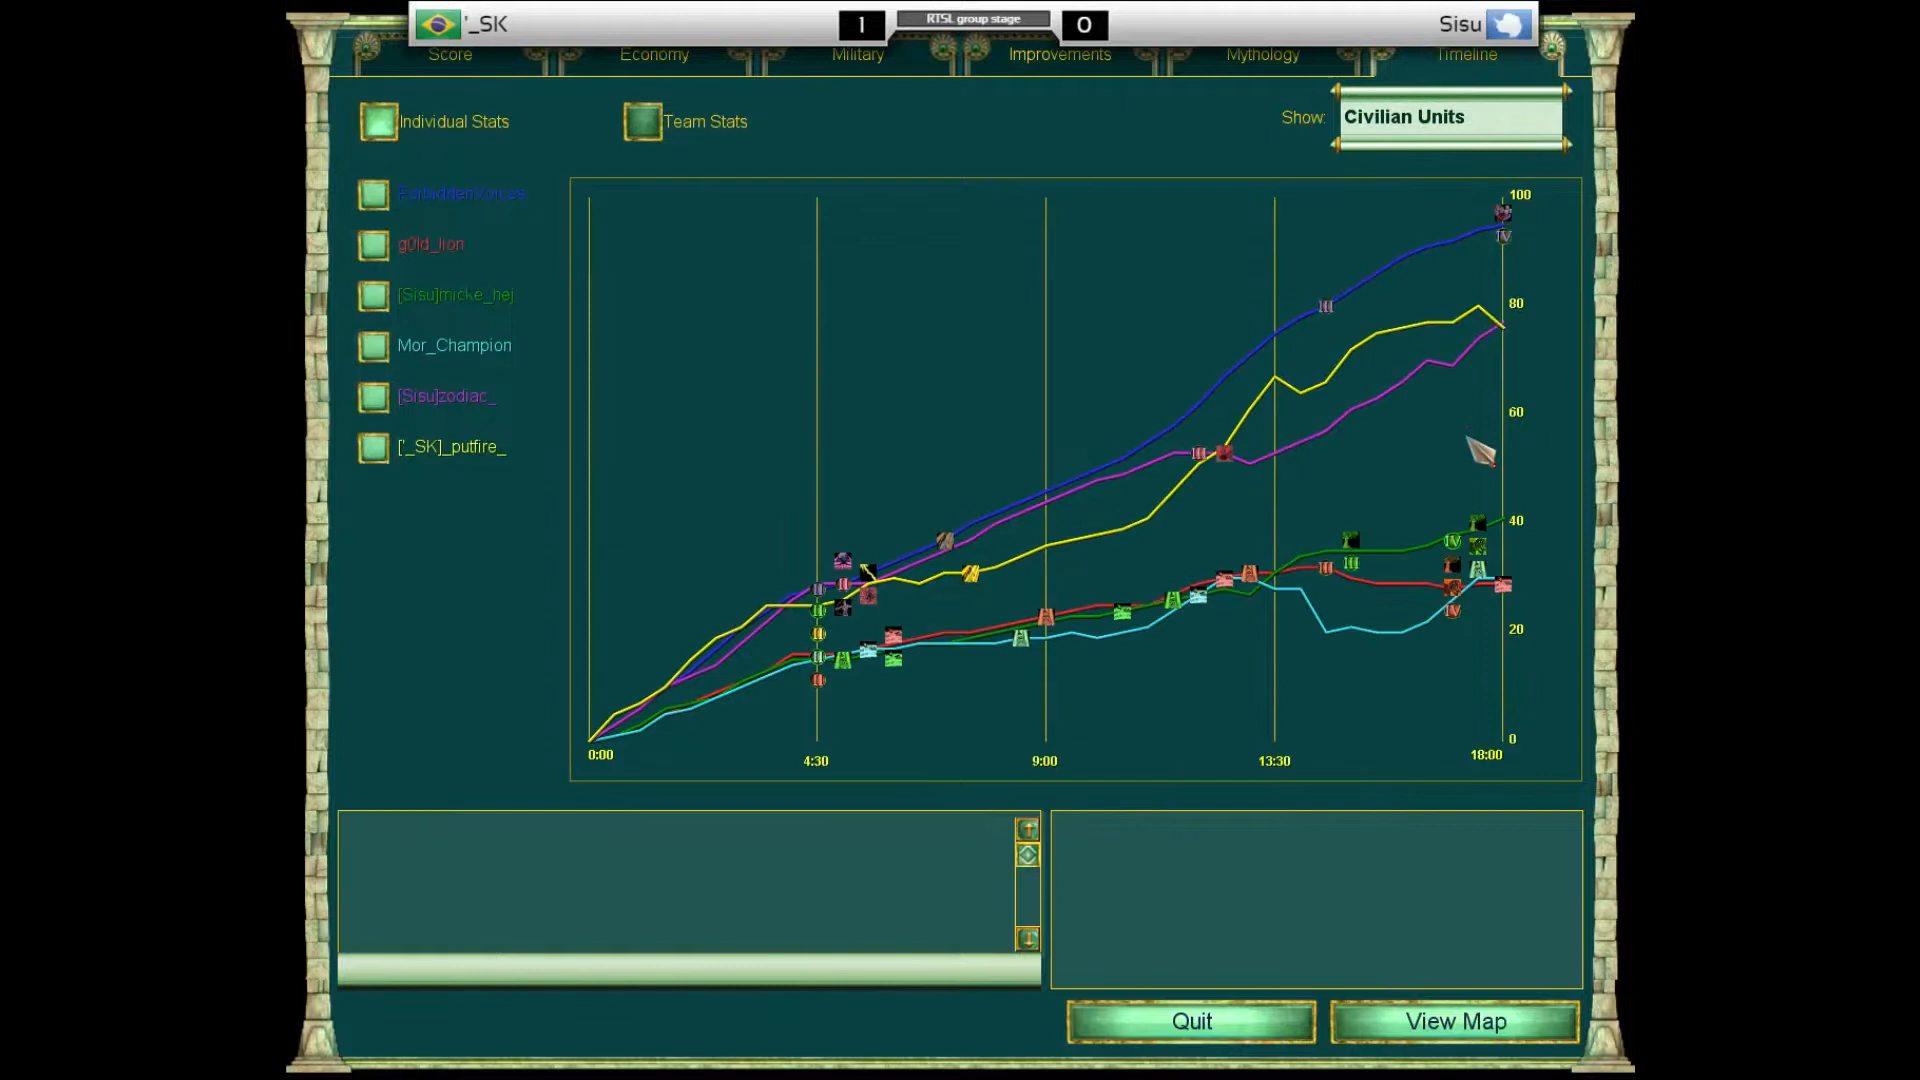 '_SK
1
RTSL group stage
0
Sisu
Score
Economy
Military
Improvements
Mythology
Timeline
Individual Stats
Team Stats
Show:
Civilian Units
g0ld_lion
[Sisu]micke_hej
Mor_Champion
[Sisu]zodiac_
['_SK]_putfire_
100
80
60
40
20
0
0:00
4:30
9:00
13:30
18:00
Quit
View Map